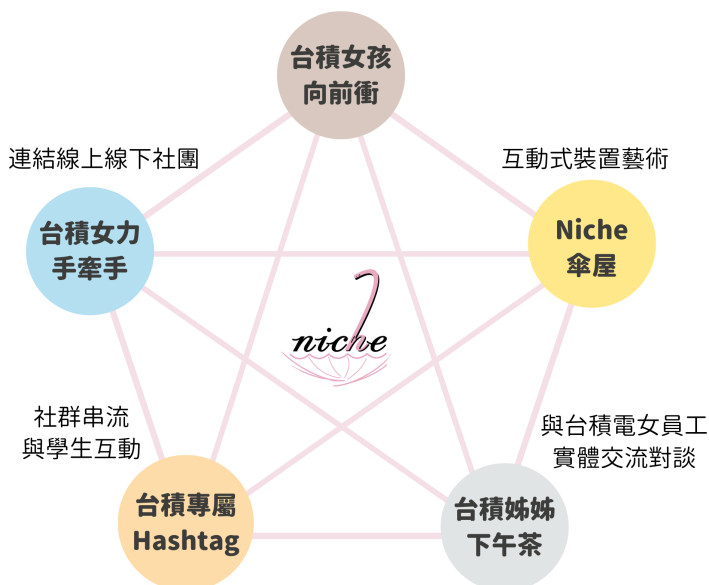 台積女孩
向前衝
連結線上線下社團
互動式裝置藝術
台積女力
手牽手
Niche
傘屋
niche
社群串流
與學生互動
與台積電女員工
實體交流對談
台積專屬
Hashtag
台積姊姊
下午茶